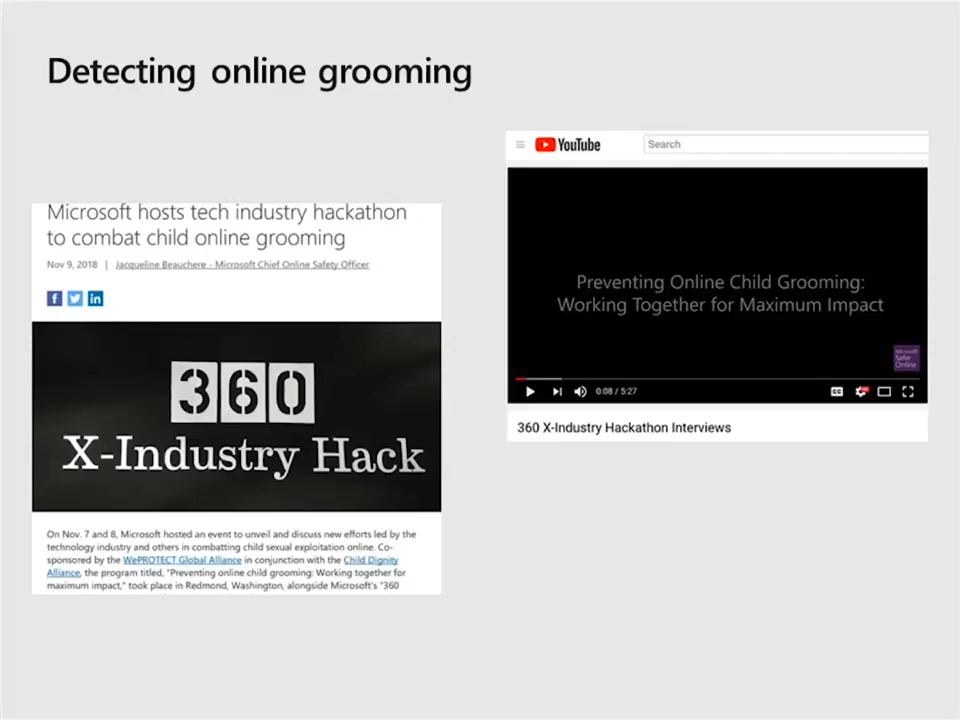 Detecting online grooming
Microsoft hosts tech industry hackathon
to combat child online grooming
Nov 9, 2018 | Jacqueline Beauchere - Microsoft Chief Online Safety Officer
360
X-Industry Hack
On Nov. 7 and 8, Microsoft hosted an event to unveil and discuss new efforts led by the
technology industry and others in combatting child sexual exploitation online. Co-
sponsored by the WePROTECT Global Alliance in conjunction with the Child Dignity
Alliance, the program titled, "Preventing online child grooming: Working together for
maximum impact," took place in Redmond, Washington, alongside Microsoft's "360
YouTube
Search
Preventing Online Child Grooming:
Working Together for Maximum Impact
Microsoft
Safer
Online
0:08 / 5:27
CC
360 X-Industry Hackathon Interviews